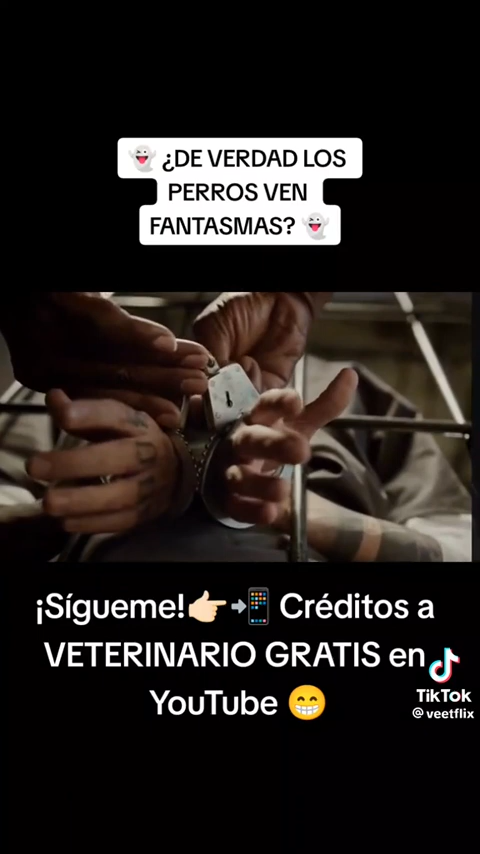 👻 ¿DE VERDAD LOS
PERROS VEN
FANTASMAS? 👻
¡Sígueme!👉🏻📲 Créditos a
VETERINARIO GRATIS en
YouTube 😁
TikTok
@veetflix